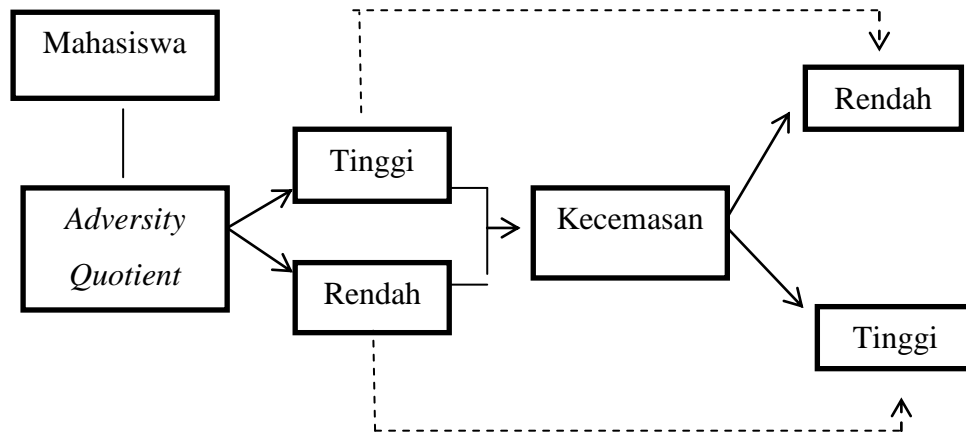 Mahasiswa
Adversity
Quotient
Tinggi
Rendah
Kecemasan
Rendah
Tinggi